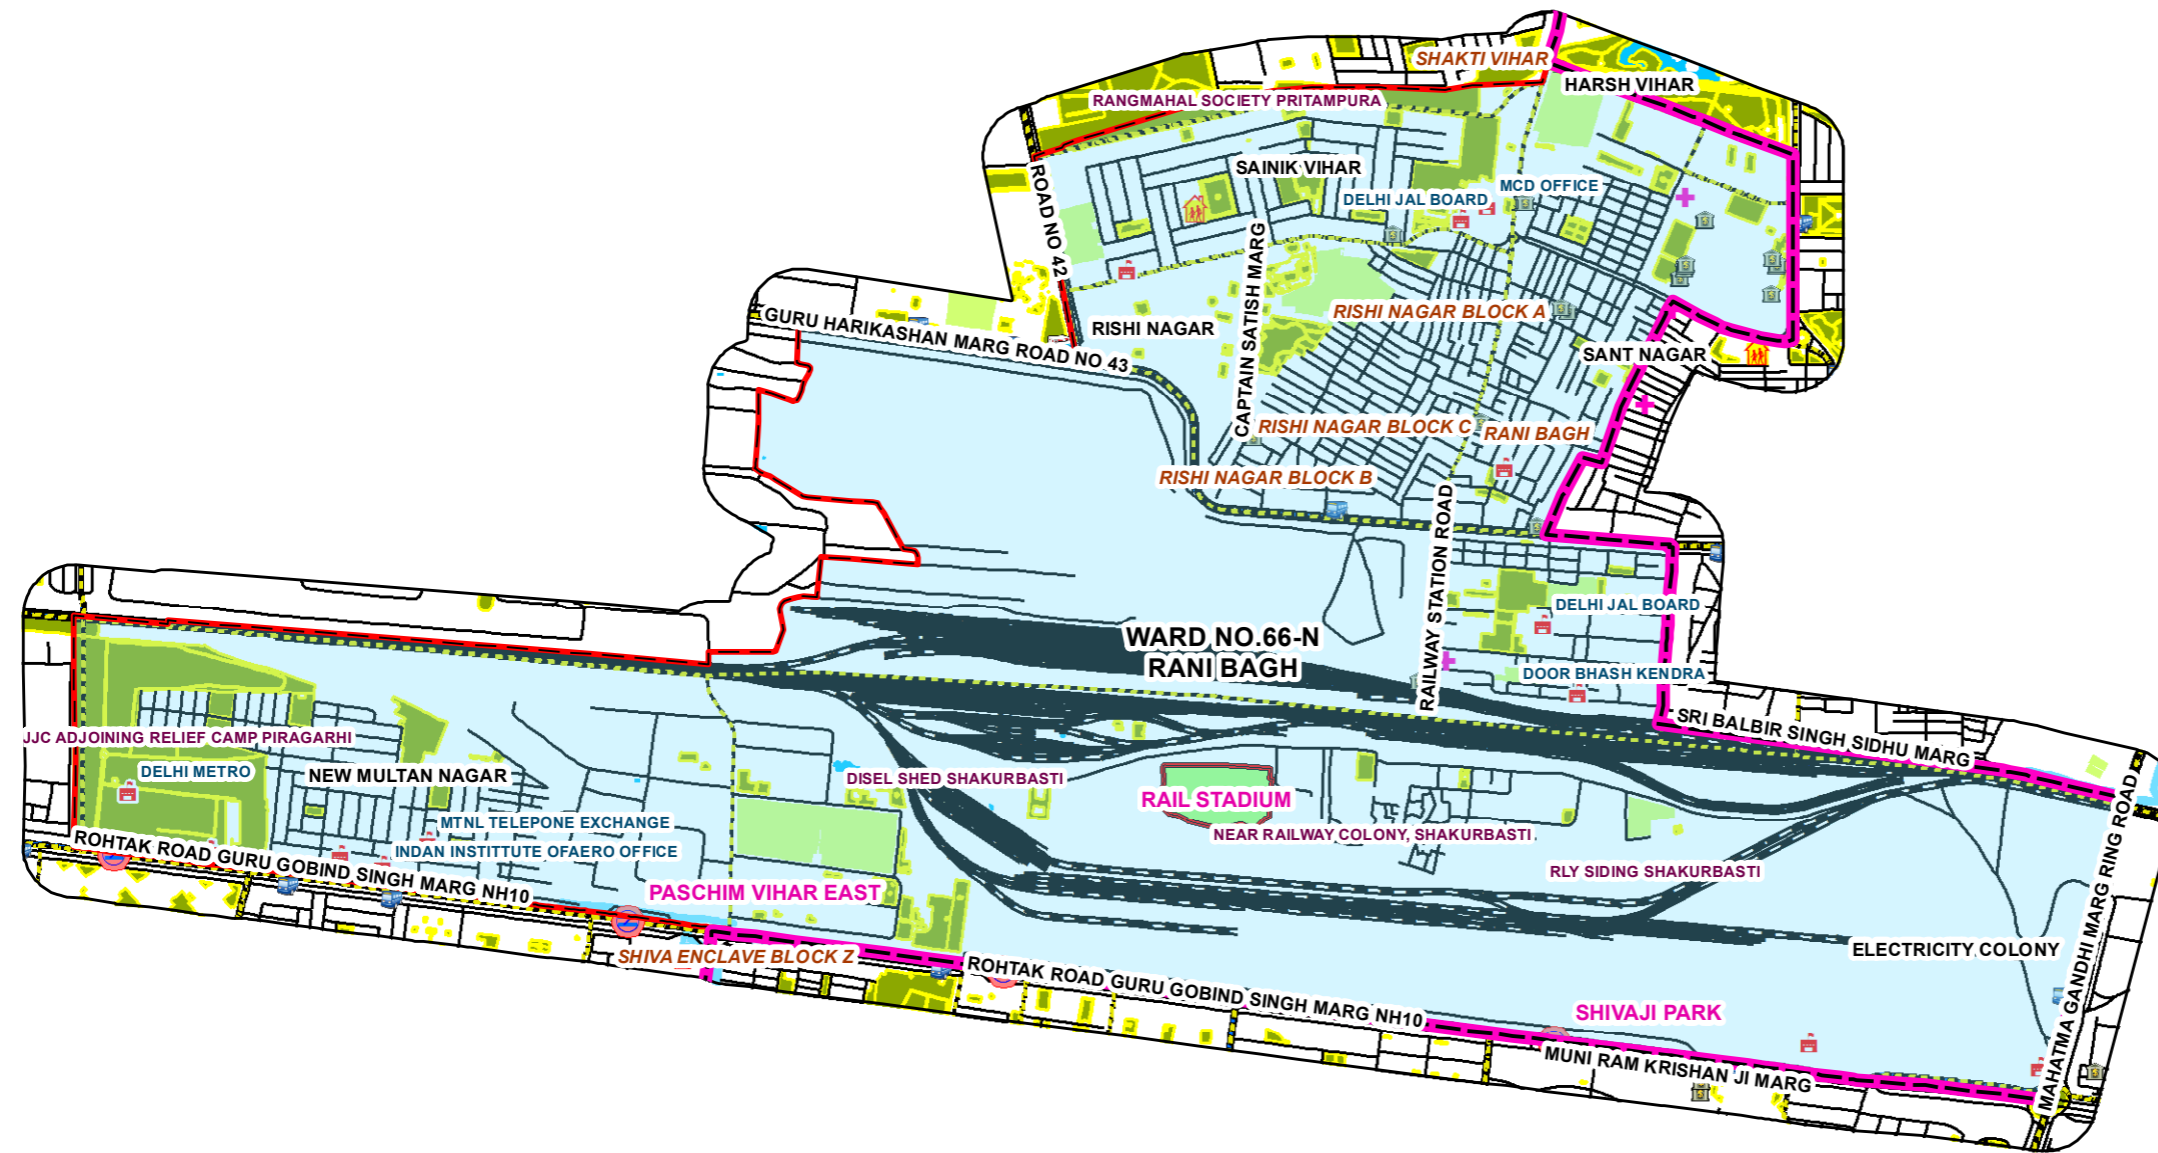 SHAKTI VIHAR
HARSH VIHAR
RANGMAHAL SOCIETY PRITAMPURA
SAINIK VIHAR
MCD OFFICE
DELHI JAL BOARD
ROAD NO 42
CAPTAIN SATISH MARG
GURU HARIKASHAN MARG ROAD NO 43
RISHI NAGAR
RISHI NAGAR BLOCK A
SANT NAGAR
RISHI NAGAR BLOCK C
RANI BAGH
RISHI NAGAR BLOCK B
RAILWAY STATION ROAD
DELHI JAL BOARD
WARD NO.66-N
RANI BAGH
DOOR BHASH KENDRA
SRI BALBIR SINGH SIDHU MARG
JJC ADJOINING RELIEF CAMP PIRAGARHI
DELHI METRO
NEW MULTAN NAGAR
DISEL SHED SHAKURBASTI
RAIL STADIUM
MTNL TELEPONE EXCHANGE
NEAR RAILWAY COLONY, SHAKURBASTI
INDAN INSTITTUTE OFAERO OFFICE
ROHTAK ROAD GURU GOBIND SINGH MARG NH10
RLY SIDING SHAKURBASTI
PASCHIM VIHAR EAST
MAHATMA GANDHI MARG RING ROAD
ELECTRICITY COLONY
SHIVA ENCLAVE BLOCK Z
ROHTAK ROAD GURU GOBIND SINGH MARG NH10
SHIVAJI PARK
MUNI RAM KRISHAN JI MARG